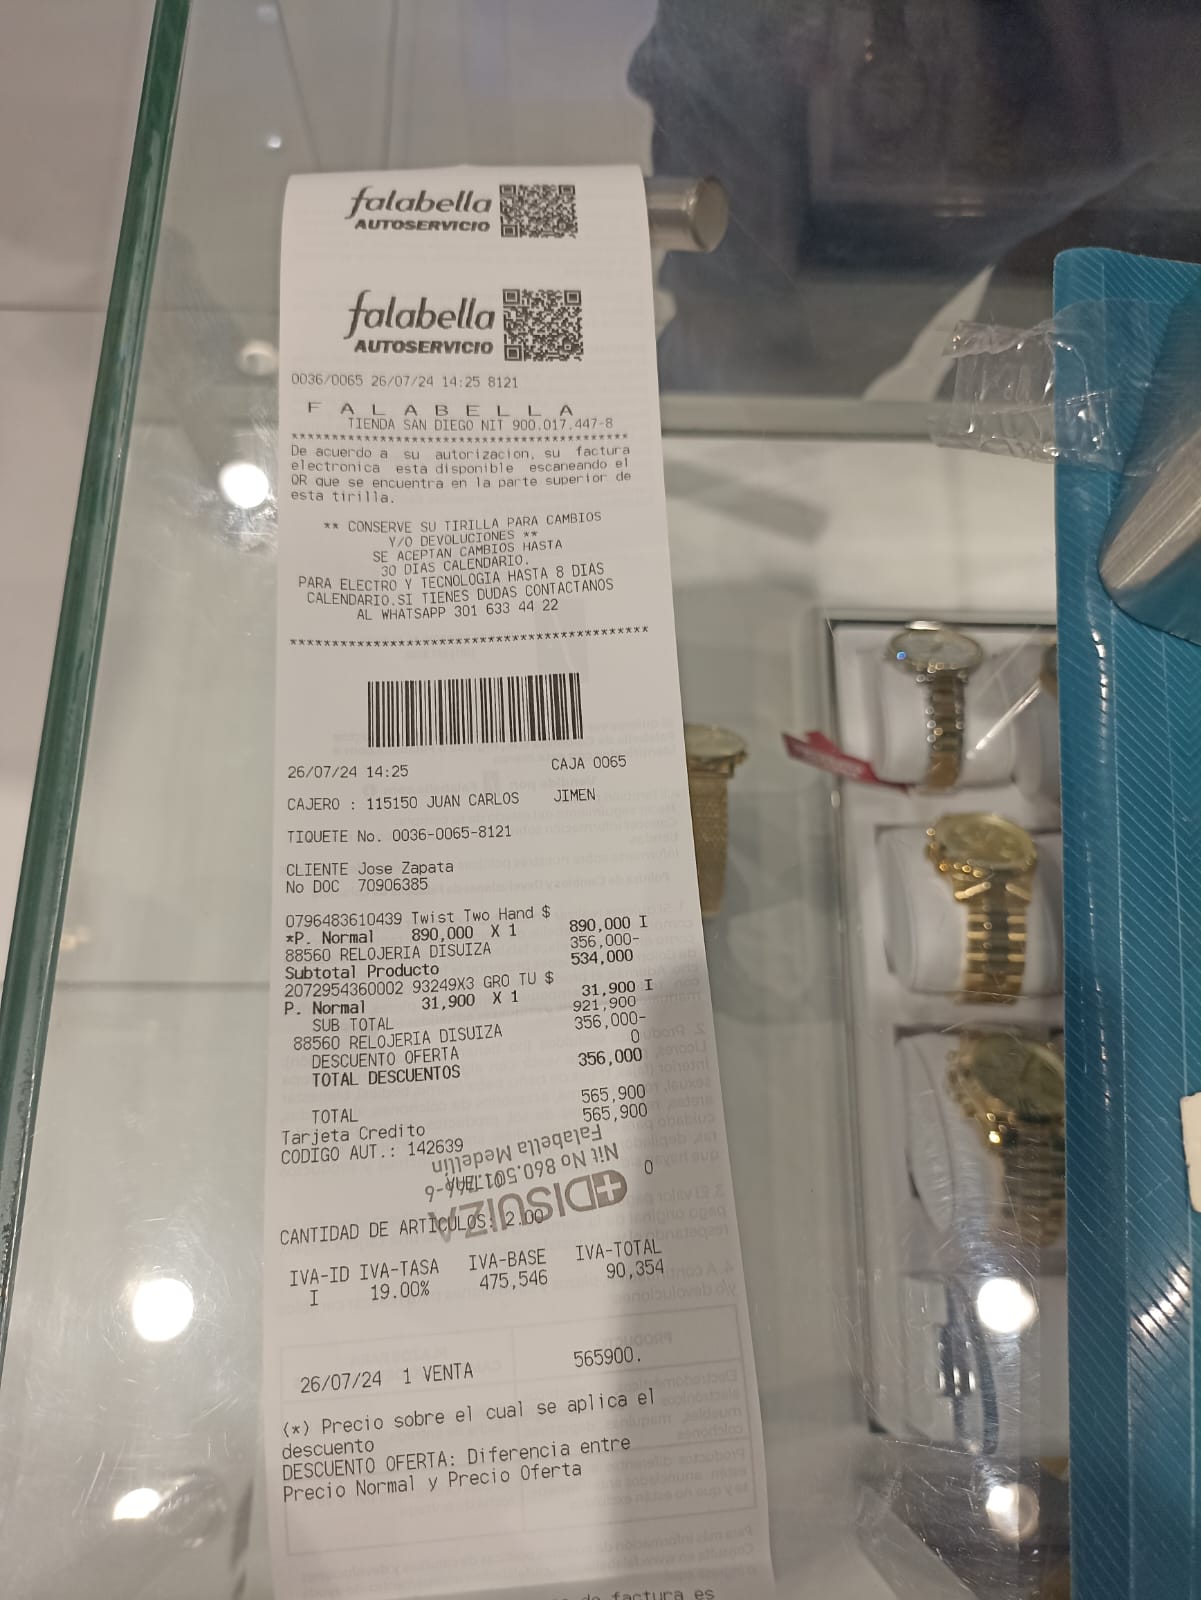 falabella
AUTOSERVICIO
falabella
AUTOSERVICIO
0036/0065 26/07/24 14:25 8121
F A L A B E L L A
TIENDA SAN DIEGO NIT 900.017.447-8
******************************************
De acuerdo a su autorizacion, su factura
electronica esta disponible escaneando el
QR que se encuentra en la parte superior de
esta tirilla.
** CONSERVE SU TIRILLA PARA CAMBIOS
Y/O DEVOLUCIONES **
SE ACEPTAN CAMBIOS HASTA
30 DIAS CALENDARIO.
PARA ELECTRO Y TECNOLOGIA HASTA 8 DIAS
CALENDARIO.SI TIENES DUDAS CONTACTANOS
AL WHATSAPP 301 633 44 22
******************************************
26/07/24 14:25 CAJA 0065
CAJERO : 115150 JUAN CARLOS JIMEN
TIQUETE No. 0036-0065-8121
CLIENTE Jose Zapata
No DOC 70906385
0796483610439 Twist Two Hand $
*P. Normal 890,000 X 1 890,000 I
88560 RELOJERIA DISUIZA 356,000-
Subtotal Producto 534,000
2072954360002 93249X3 GRO TU $
P. Normal 31,900 X 1 31,900 I
SUB TOTAL 921,900
88560 RELOJERIA DISUIZA 356,000-
DESCUENTO OFERTA 0
TOTAL DESCUENTOS 356,000
TOTAL 565,900
Tarjeta Credito 565,900
CODIGO AUT.: 142639
Falabella Medellin
Nit No 860.501.
DISUIZA
0
CANTIDAD DE ARTICULOS: 2.00
IVA-ID IVA-TASA IVA-BASE IVA-TOTAL
I 19.00% 475,546 90,354
26/07/24 1 VENTA 565900.
(*) Precio sobre el cual se aplica el
descuento
DESCUENTO OFERTA: Diferencia entre
Precio Normal y Precio Oferta
factura es